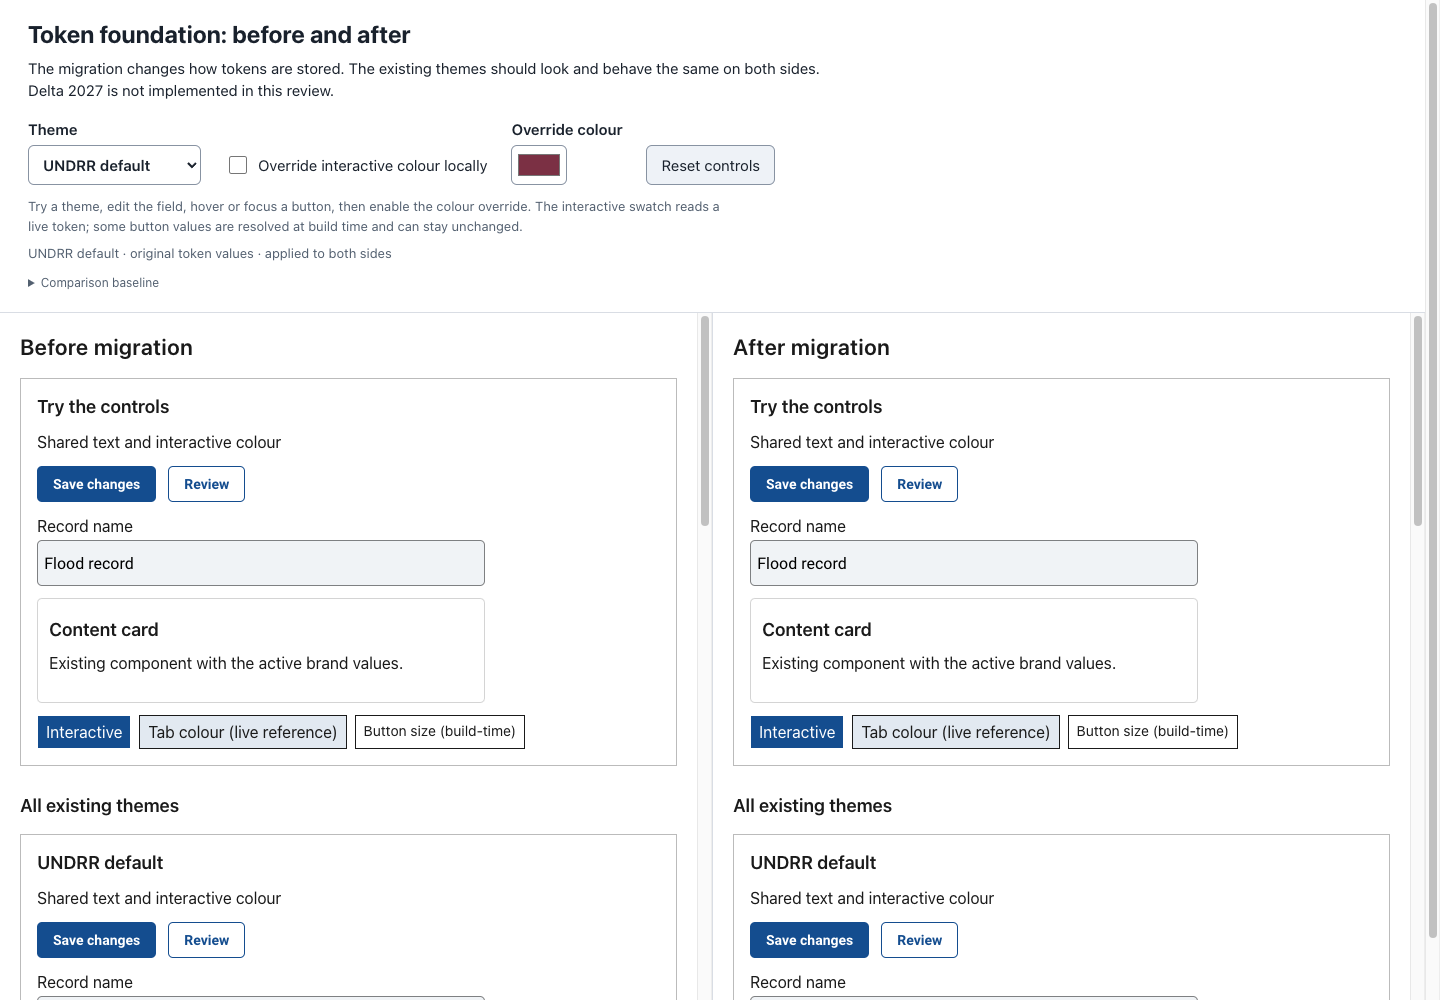 Token foundation: before and after
The migration changes how tokens are stored. The existing themes should look and behave the same on both sides.
Delta 2027 is not implemented in this review.
Theme
UNDRR default
Override interactive colour locally
Override colour
Reset controls
Try a theme, edit the field, hover or focus a button, then enable the colour override. The interactive swatch reads a
live token; some button values are resolved at build time and can stay unchanged.
UNDRR default · original token values · applied to both sides
Comparison baseline
Before migration
Try the controls
Shared text and interactive colour
Save changes
Review
Record name
Flood record
Content card
Existing component with the active brand values.
Interactive
Tab colour (live reference)
Button size (build-time)
All existing themes
UNDRR default
Shared text and interactive colour
Save changes
Review
Record name
After migration
Try the controls
Shared text and interactive colour
Save changes
Review
Record name
Flood record
Content card
Existing component with the active brand values.
Interactive
Tab colour (live reference)
Button size (build-time)
All existing themes
UNDRR default
Shared text and interactive colour
Save changes
Review
Record name